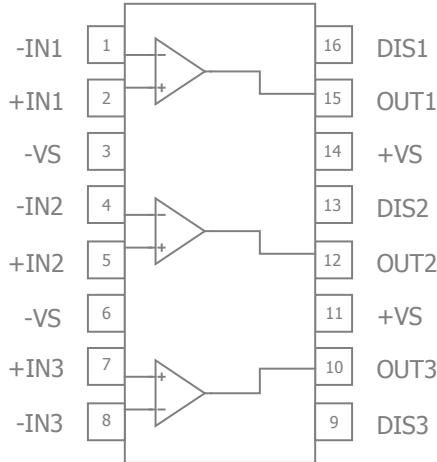 -IN1 1 16 DIS1
+IN1 2 15 OUT1
-VS 3 14 +VS
-IN2 4 13 DIS2
+IN2 5 12 OUT2
-VS 6 11 +VS
+IN3 7 10 OUT3
-IN3 8 9 DIS3